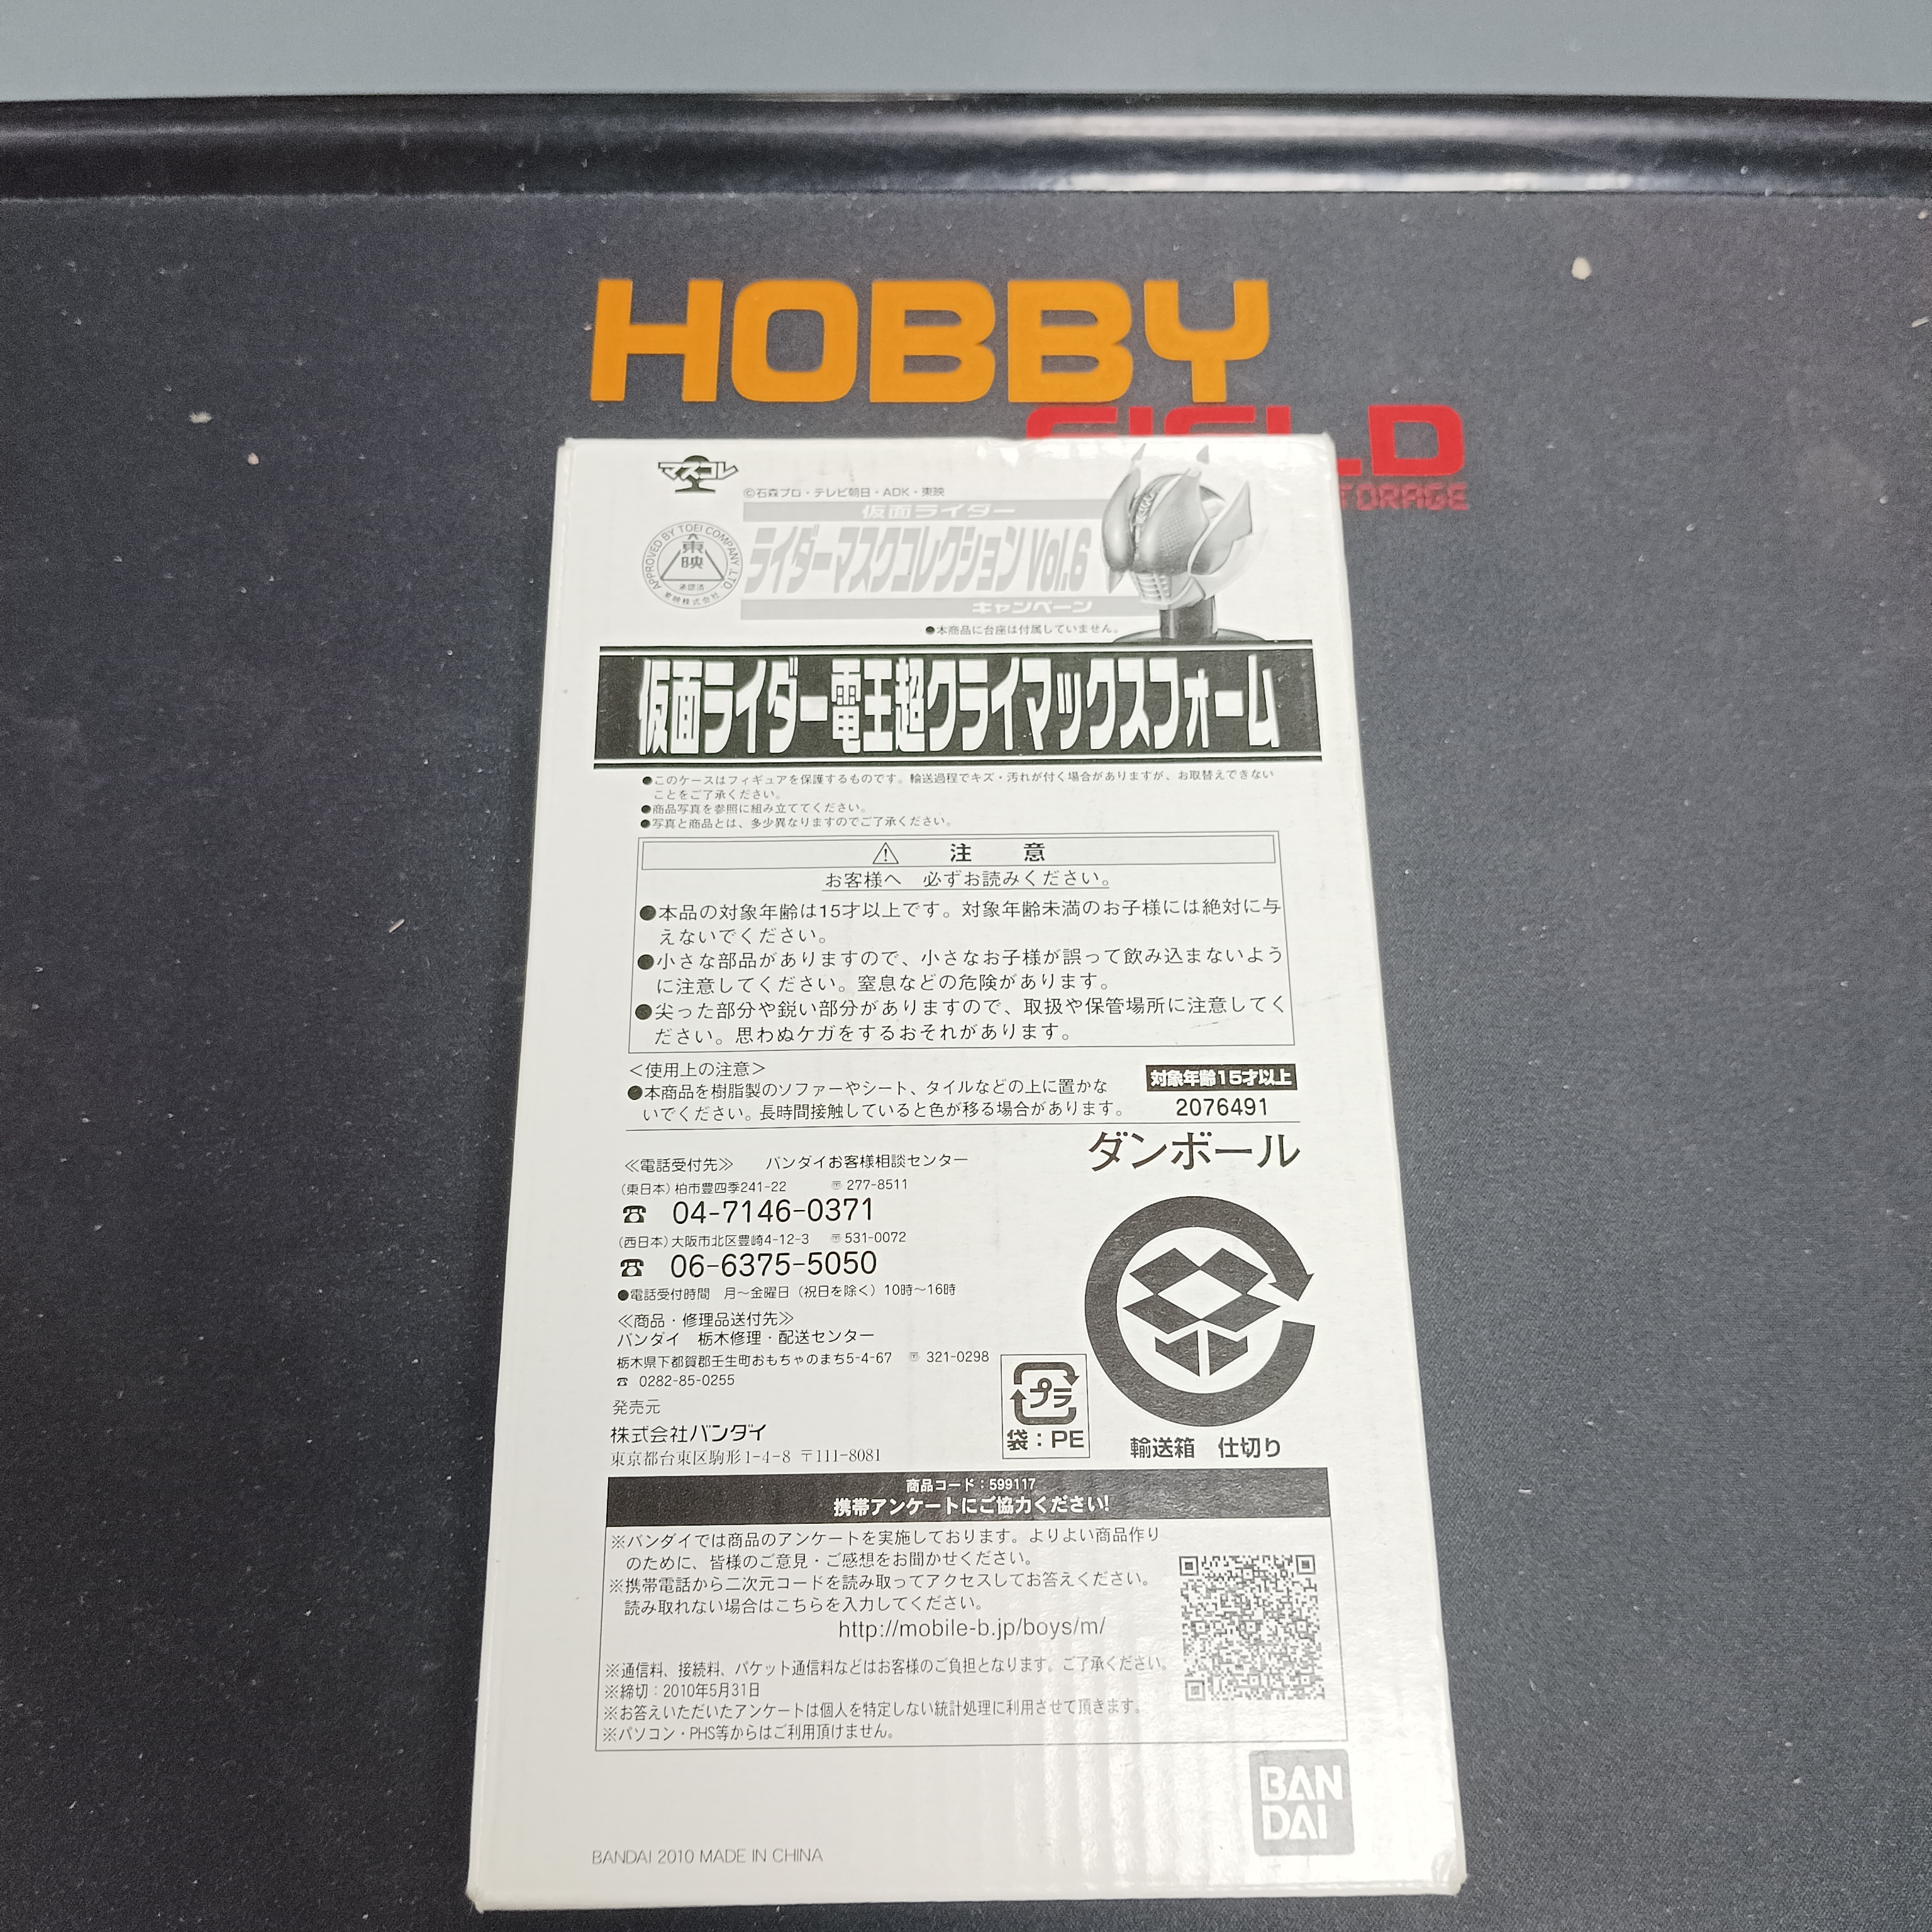 HOBBY
マスコレ
©石森プロ・テレビ朝日・ADK・東映
仮面ライダー
ライダーマスクコレクション Vol.6
キャンペーン
APPROVED BY TOEI COMPANY, LTD
東映
承認済
東映株式会社
●本商品に台座は付属していません。
仮面ライダー電王超クライマックスフォーム
●このケースはフィギュアを保護するものです。輸送過程でキズ・汚れが付く場合がありますが、お取替えできない
ことをご了承ください。
●商品写真を参照に組み立ててください。
●写真と商品とは、多少異なりますのでご了承ください。
注 意
お客様へ 必ずお読みください。
●本品の対象年齢は15才以上です。対象年齢未満のお子様には絶対に与
えないでください。
●小さな部品がありますので、小さなお子様が誤って飲み込まないよう
に注意してください。窒息などの危険があります。
●尖った部分や鋭い部分がありますので、取扱や保管場所に注意してく
ださい。思わぬケガをするおそれがあります。
＜使用上の注意＞
●本商品を樹脂製のソファーやシート、タイルなどの上に置かな
いでください。長時間接触していると色が移る場合があります。
対象年齢15才以上
2076491
ダンボール
≪電話受付先≫ バンダイお客様相談センター
(東日本) 柏市豊四季241-22 〒277-8511
☎ 04-7146-0371
(西日本) 大阪市北区豊崎4-12-3 〒531-0072
☎ 06-6375-5050
●電話受付時間 月～金曜日（祝日を除く）10時～16時
≪商品・修理品送付先≫
バンダイ 栃木修理・配送センター
栃木県下都賀郡壬生町おもちゃのまち5-4-67 〒321-0298
☎ 0282-85-0255
発売元
株式会社バンダイ
東京都台東区駒形1-4-8 〒111-8081
プラ
袋：PE
輸送箱 仕切り
商品コード：599117
携帯アンケートにご協力ください!
※バンダイでは商品のアンケートを実施しております。よりよい商品作り
のために、皆様のご意見・ご感想をお聞かせください。
※携帯電話から二次元コードを読み取ってアクセスしてお答えください。
読み取れない場合はこちらを入力してください。
http://mobile-b.jp/boys/m/
※通信料、接続料、パケット通信料などはお客様のご負担となります。ご了承ください。
※締切：2010年5月31日
※お答えいただいたアンケートは個人を特定しない統計処理に利用させて頂きます。
※パソコン・PHS等からはご利用頂けません。
BAN
DAI
BANDAI 2010 MADE IN CHINA